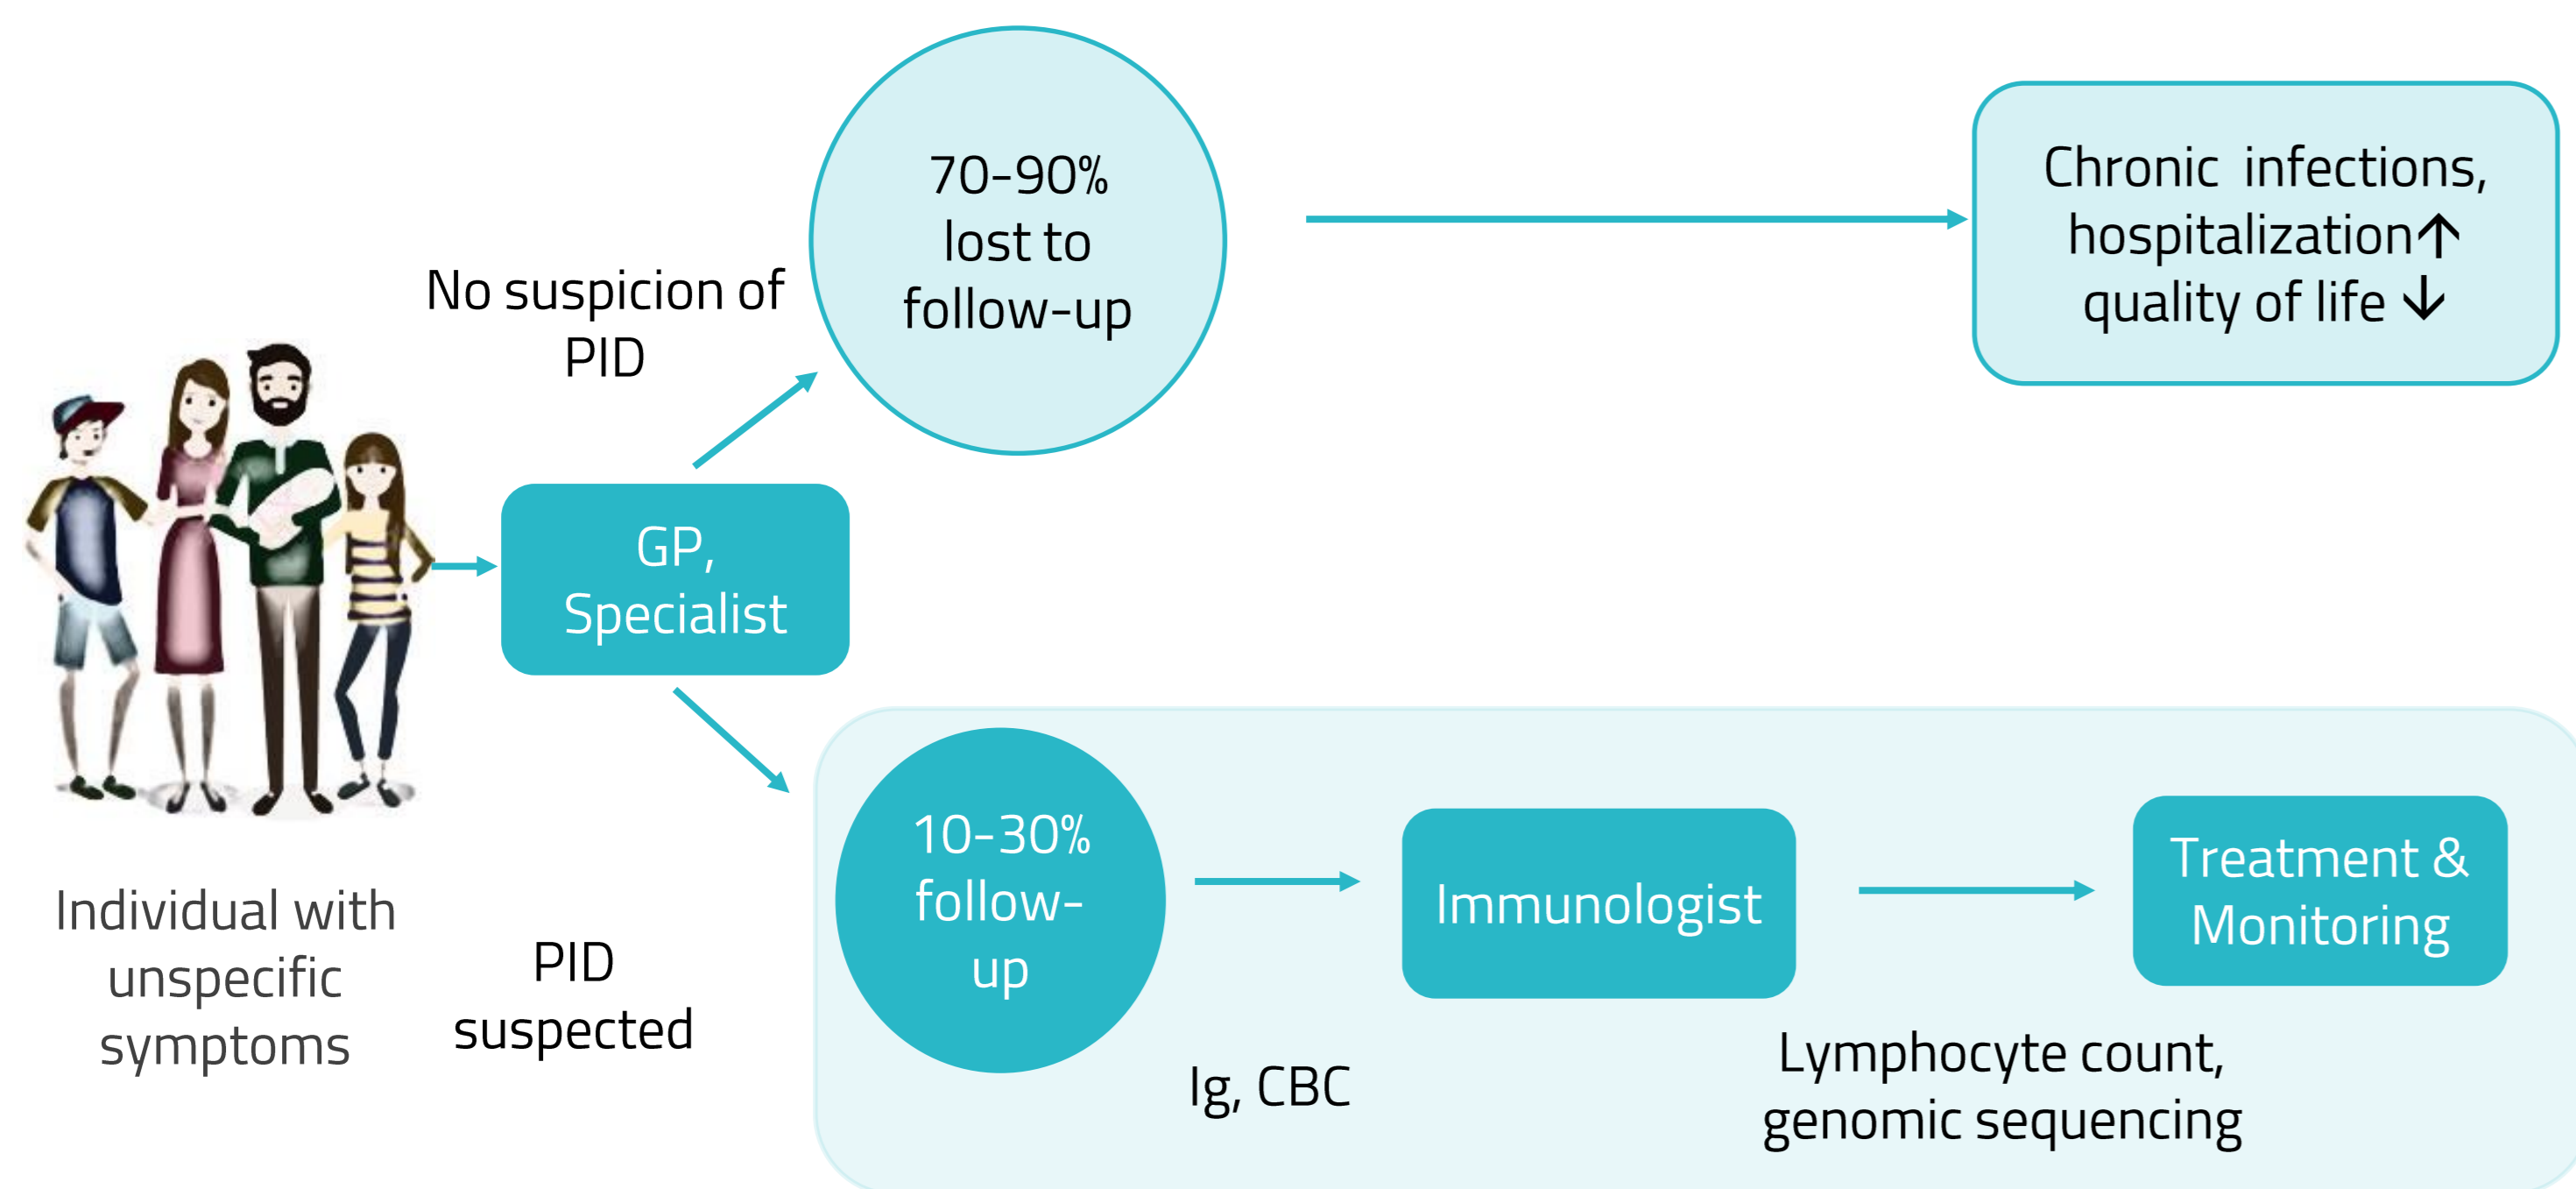 70-90%
lost to
follow-up
Chronic infections,
hospitalization↑
quality of life ↓
No suspicion of
PID
GP,
Specialist
Individual with
unspecific
symptoms
PID
suspected
10-30%
follow-
up
Ig, CBC
Immunologist
Lymphocyte count,
genomic sequencing
Treatment &
Monitoring